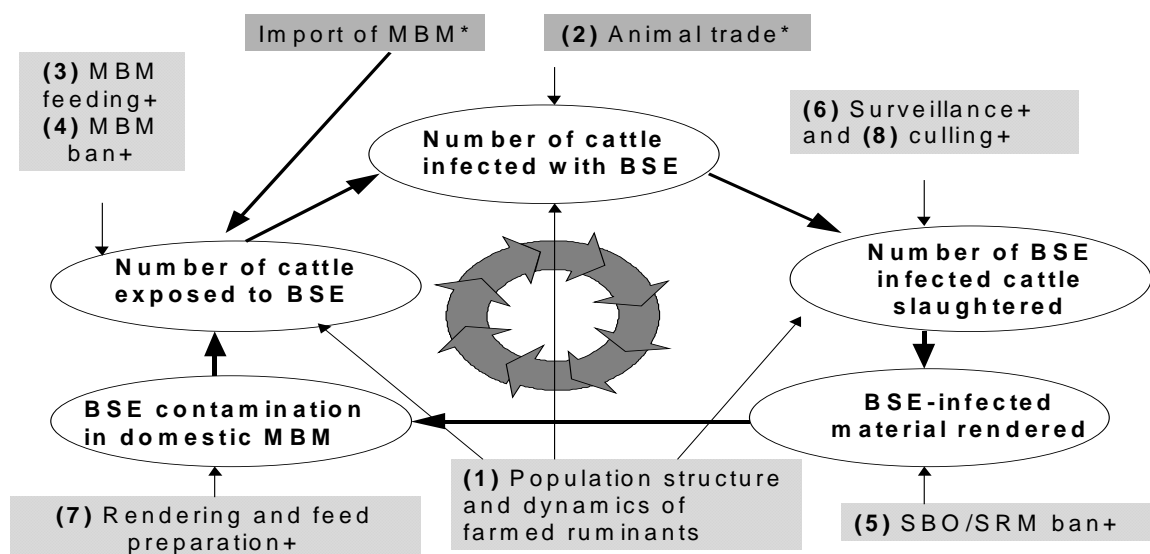 Import of MBM*
(2) Animal trade*
(3) MBM
feeding+
(4) MBM
ban+
(6) Surveillance+
and (8) culling+
Number of cattle
infected with BSE
Number of cattle
exposed to BSE
Number of BSE
infected cattle
slaughtered
BSE contamination
in domestic MBM
BSE-infected
material rendered
(1) Population structure
and dynamics of
farmed ruminants
(7) Rendering and feed
preparation+
(5) SBO/SRM ban+